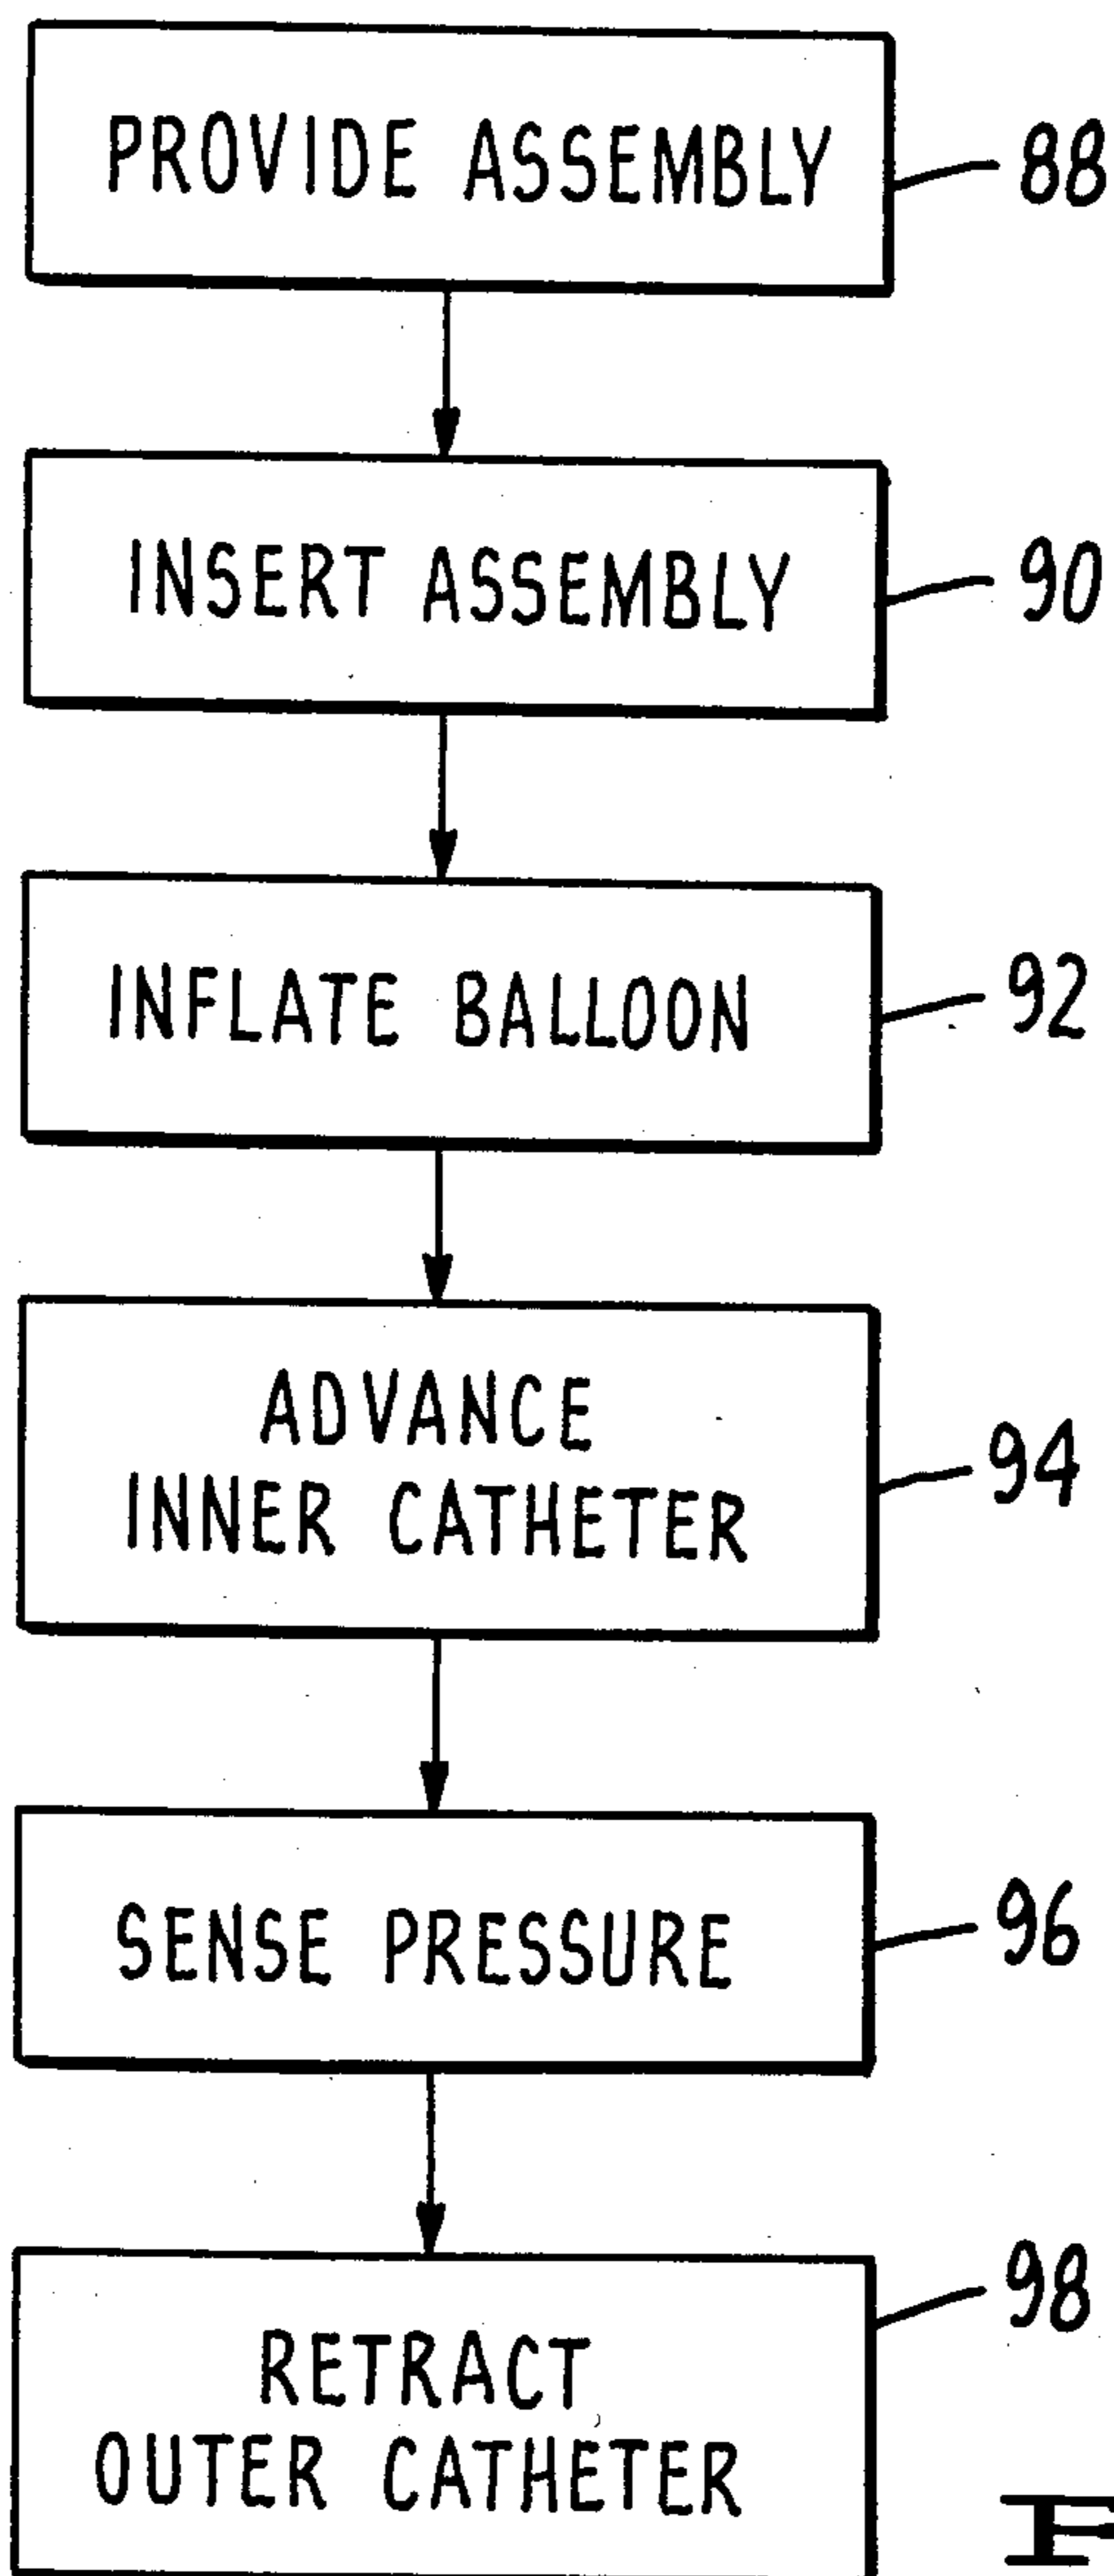 PROVIDE ASSEMBLY
88
INSERT ASSEMBLY
90
INFLATE BALLOON
92
ADVANCE
INNER CATHETER
94
SENSE PRESSURE
96
98
RETRACT
OUTER CATHETER